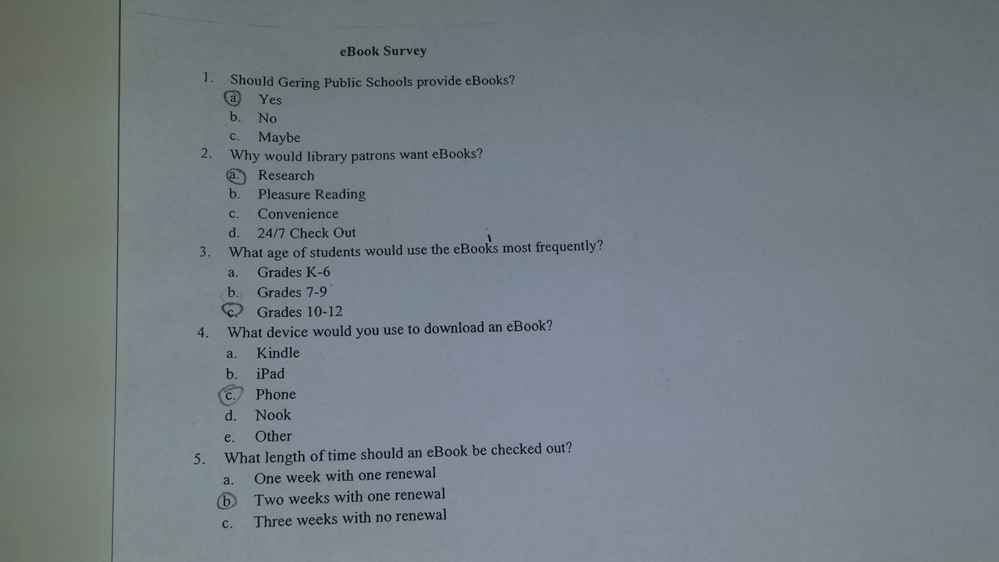 eBook Survey
1. Should Gering Public Schools provide eBooks?
a. Yes
b. No
c. Maybe
2. Why would library patrons want eBooks?
a. Research
b. Pleasure Reading
c. Convenience
d. 24/7 Check Out
3. What age of students would use the eBooks most frequently?
a. Grades K-6
b. Grades 7-9
c. Grades 10-12
4. What device would you use to download an eBook?
a. Kindle
b. iPad
c. Phone
d. Nook
e. Other
5. What length of time should an eBook be checked out?
a. One week with one renewal
b. Two weeks with one renewal
c. Three weeks with no renewal